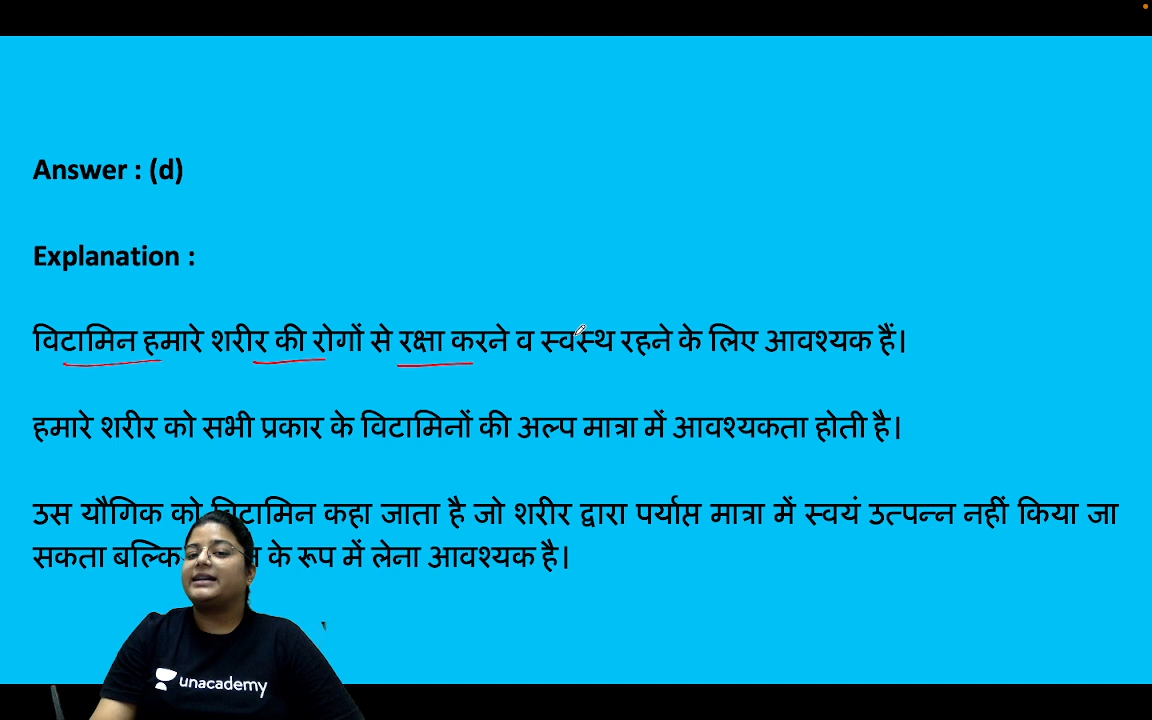 Answer : (d)
Explanation :
विटामिन हमारे शरीर की रोगों से रक्षा करने व स्वस्थ रहने के लिए आवश्यक हैं।
हमारे शरीर को सभी प्रकार के विटामिनों की अल्प मात्रा में आवश्यकता होती है।
उस यौगिक को विटामिन कहा जाता है जो शरीर द्वारा पर्याप्त मात्रा में स्वयं उत्पन्न नहीं किया जा
सकता बल्कि के रूप में लेना आवश्यक है।
unacademy